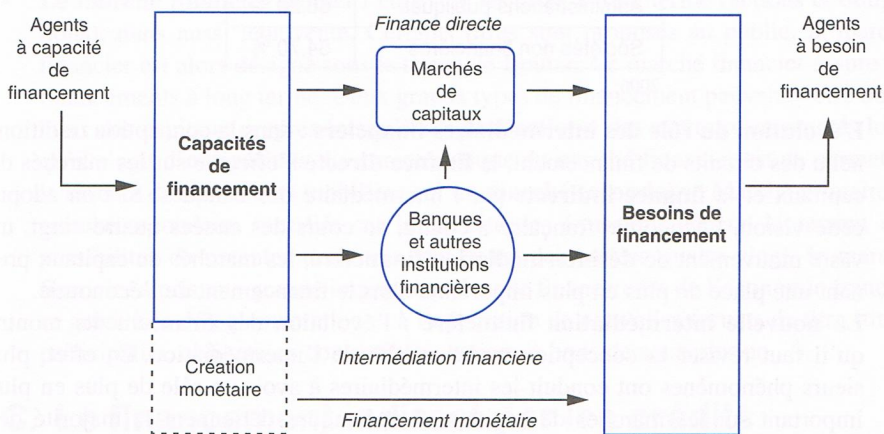 Agents
à capacité
de
financement
Finance directe
Agents
à besoin
de
financement
Marchés
de
capitaux
Capacités
de
financement
Banques
et autres
institutions
financières
Besoins de
financement
Intermédiation financière
Création
monétaire
Financement monétaire